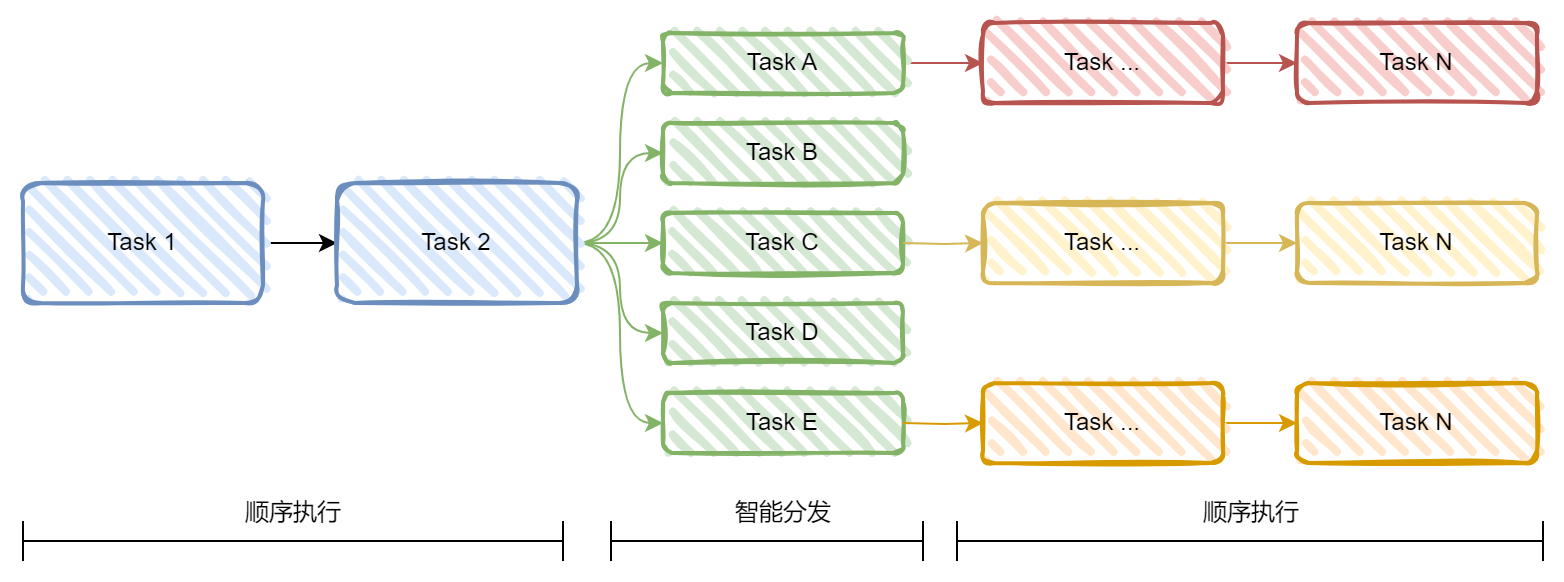 Task A
Task ...
Task N
Task B
Task 1
Task 2
Task C
Task ...
Task N
Task D
Task E
Task ...
Task N
顺序执行
智能分发
顺序执行